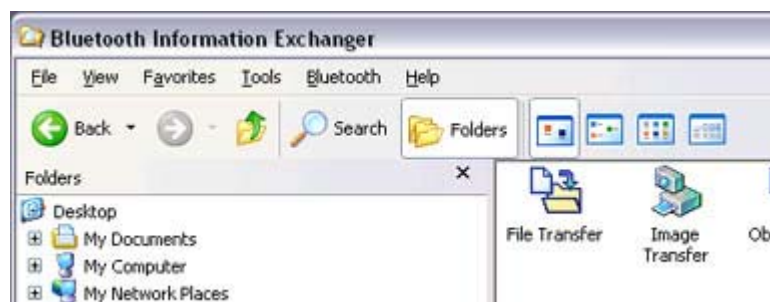 Bluetooth Information Exchanger
File View Favorites Tools Bluetooth Help
Back Search Folders
Folders ×
Desktop
My Documents
My Computer
My Network Places
File Transfer
Image
Transfer
Ob